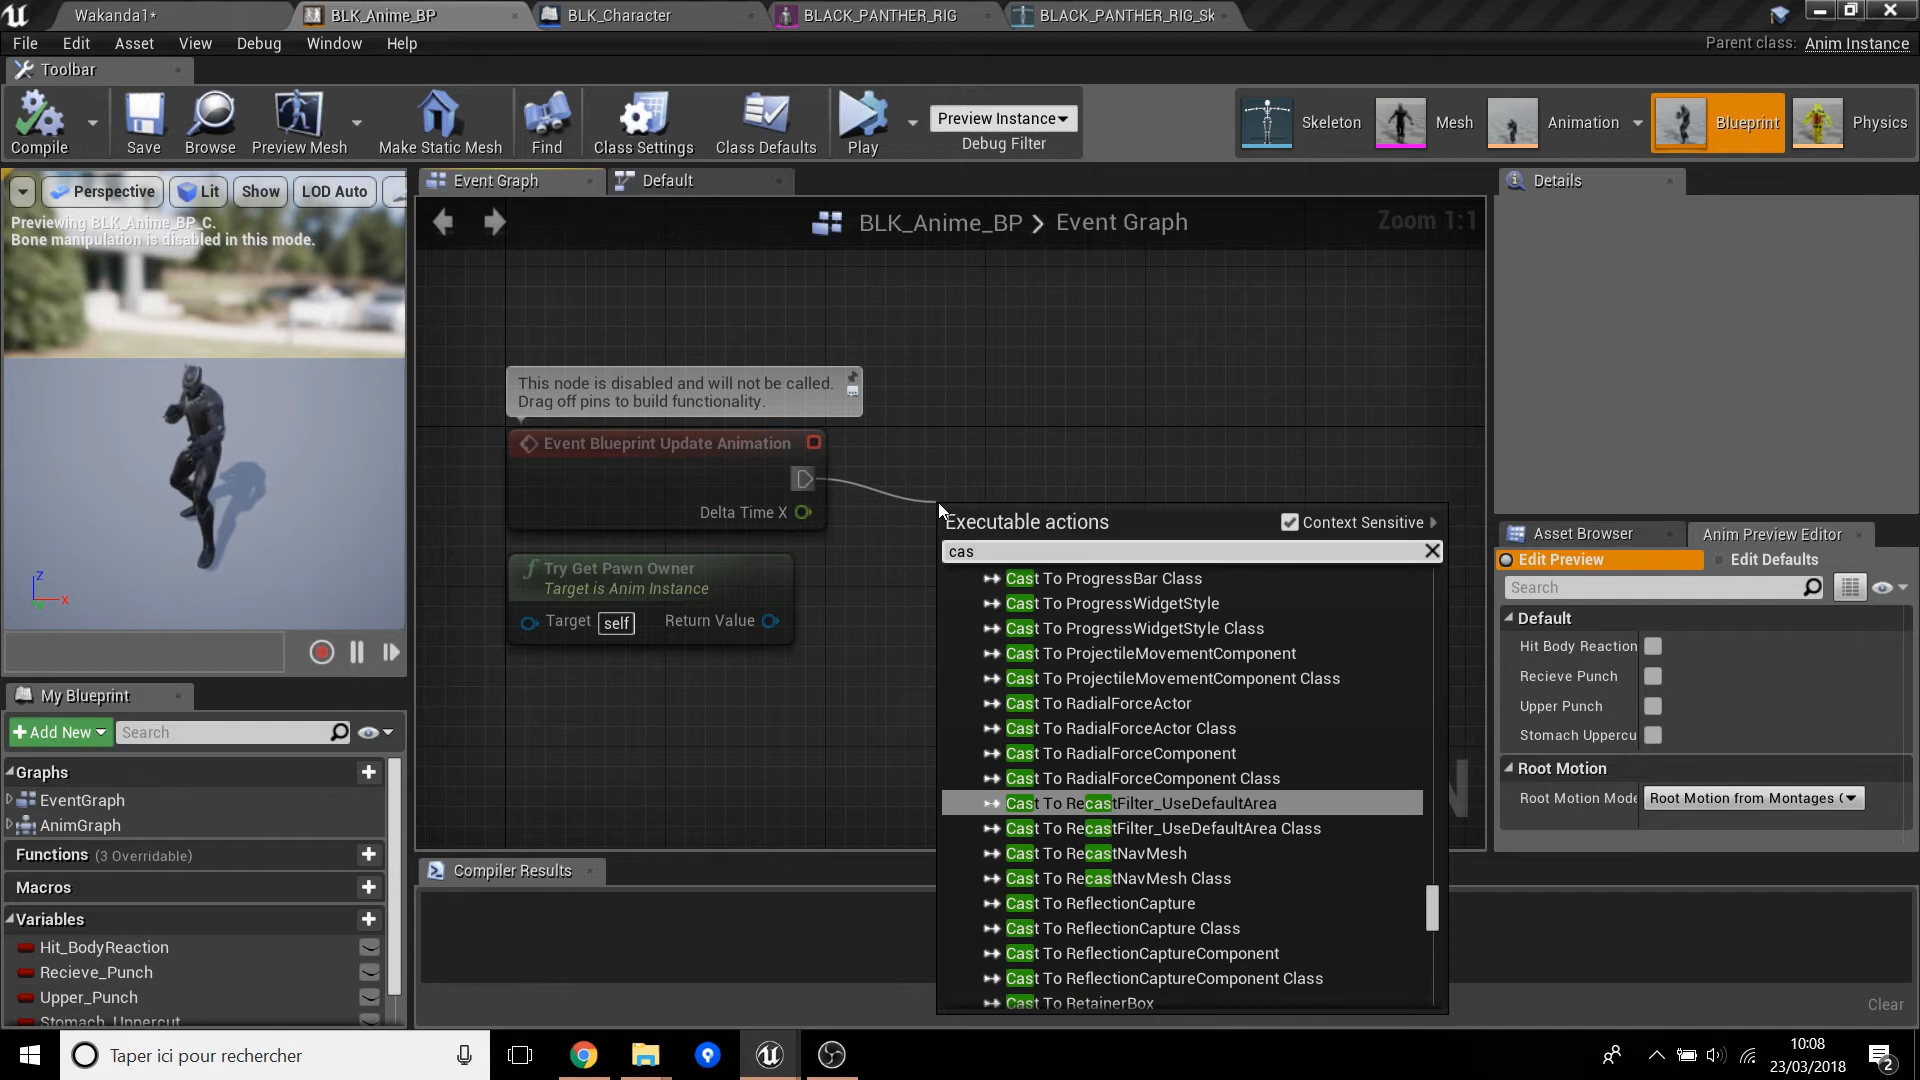 Wakanda1*
BLK_Anime_BP
BLK_Character
BLACK_PANTHER_RIG
BLACK_PANTHER_RIG_Sk
File Edit Asset View Debug Window Help
Parent class: Anim Instance
Toolbar
Compile
Save
Browse
Preview Mesh
Make Static Mesh
Find
Class Settings
Class Defaults
Play
Preview Instance
Debug Filter
Skeleton
Mesh
Animation
Blueprint
Physics
Perspective
Lit
Show
LOD Auto
Previewing BLK_Anime_BP_C.
Bone manipulation is disabled in this mode.
Z
X
Event Graph
Default
BLK_Anime_BP > Event Graph
Zoom 1:1
This node is disabled and will not be called.
Drag off pins to build functionality.
Event Blueprint Update Animation
Delta Time X
Try Get Pawn Owner
Target is Anim Instance
Target self Return Value
Executable actions
Context Sensitive
cas
Cast To ProgressBar Class
Cast To ProgressWidgetStyle
Cast To ProgressWidgetStyle Class
Cast To ProjectileMovementComponent
Cast To ProjectileMovementComponent Class
Cast To RadialForceActor
Cast To RadialForceActor Class
Cast To RadialForceComponent
Cast To RadialForceComponent Class
Cast To RecastFilter_UseDefaultArea
Cast To RecastFilter_UseDefaultArea Class
Cast To RecastNavMesh
Cast To RecastNavMesh Class
Cast To ReflectionCapture
Cast To ReflectionCapture Class
Cast To ReflectionCaptureComponent
Cast To ReflectionCaptureComponent Class
Cast To RetainerBox
My Blueprint
Add New
Search
Graphs
EventGraph
AnimGraph
Functions (3 Overridable)
Macros
Variables
Hit_BodyReaction
Recieve_Punch
Upper_Punch
Stomach_Uppercut
Compiler Results
Clear
Details
Asset Browser
Anim Preview Editor
Edit Preview
Edit Defaults
Search
Default
Hit Body Reaction
Recieve Punch
Upper Punch
Stomach Uppercu
Root Motion
Root Motion Mode
Root Motion from Montages (
Taper ici pour rechercher
10:08
23/03/2018
2